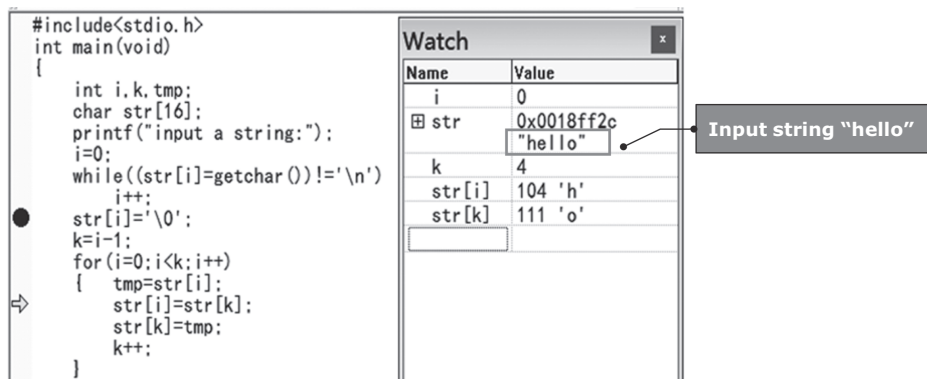 #include<stdio.h>
int main(void)
{
int i,k,tmp;
char str[16];
printf("input a string:");
i=0;
while((str[i]=getchar())!='\n')
i++;
str[i]='\0';
k=i-1;
for(i=0;i<k;i++)
{ tmp=str[i];
str[i]=str[k];
str[k]=tmp;
k++;
}
Watch
x
Name Value
i 0
str 0x0018ff2c
"hello"
k 4
str[i] 104 'h'
str[k] 111 'o'
Input string “hello”